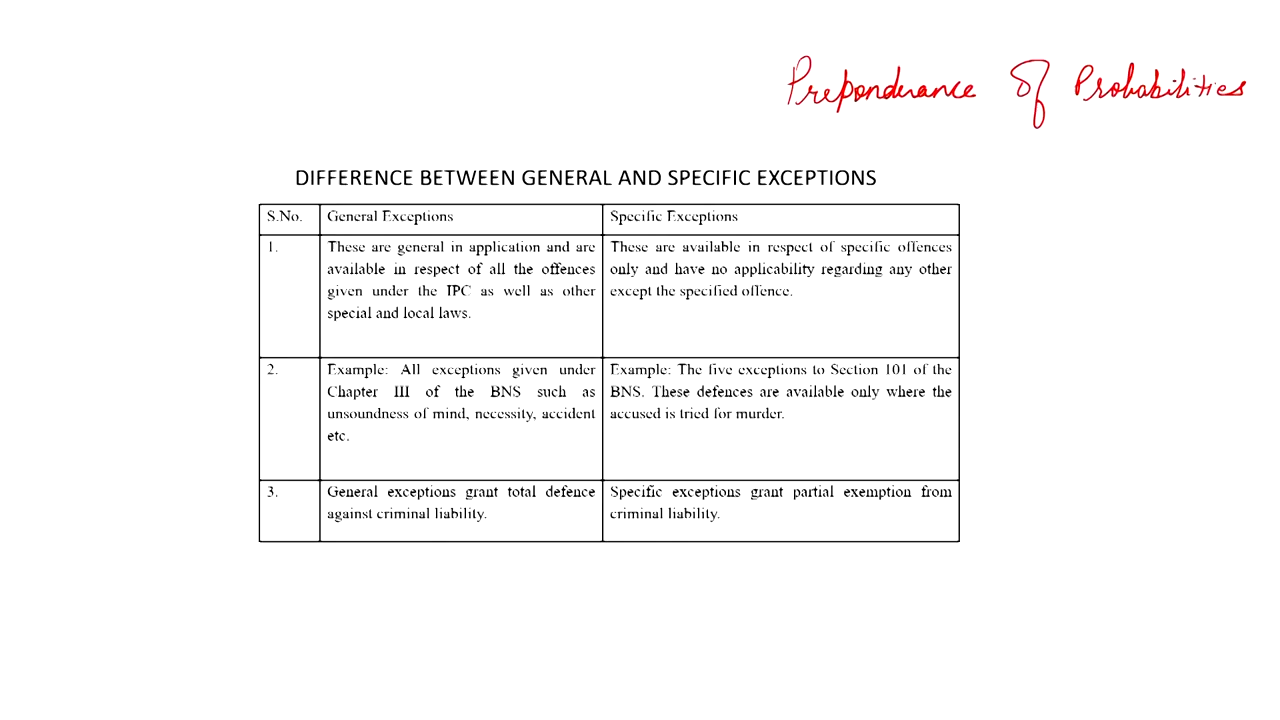 Preponderance Of Probabilities
DIFFERENCE BETWEEN GENERAL AND SPECIFIC EXCEPTIONS
S.No. General Exceptions Specific Exceptions
1. These are general in application and are
available in respect of all the offences
given under the IPC as well as other
special and local laws.
These are available in respect of specific offences
only and have no applicability regarding any other
except the specified offence.
2. Example: All exceptions given under
Chapter III of the BNS such as
unsoundness of mind, necessity, accident
etc.
Example: The five exceptions to Section 101 of the
BNS. These defences are available only where the
accused is tried for murder.
3. General exceptions grant total defence
against criminal liability.
Specific exceptions grant partial exemption from
criminal liability.